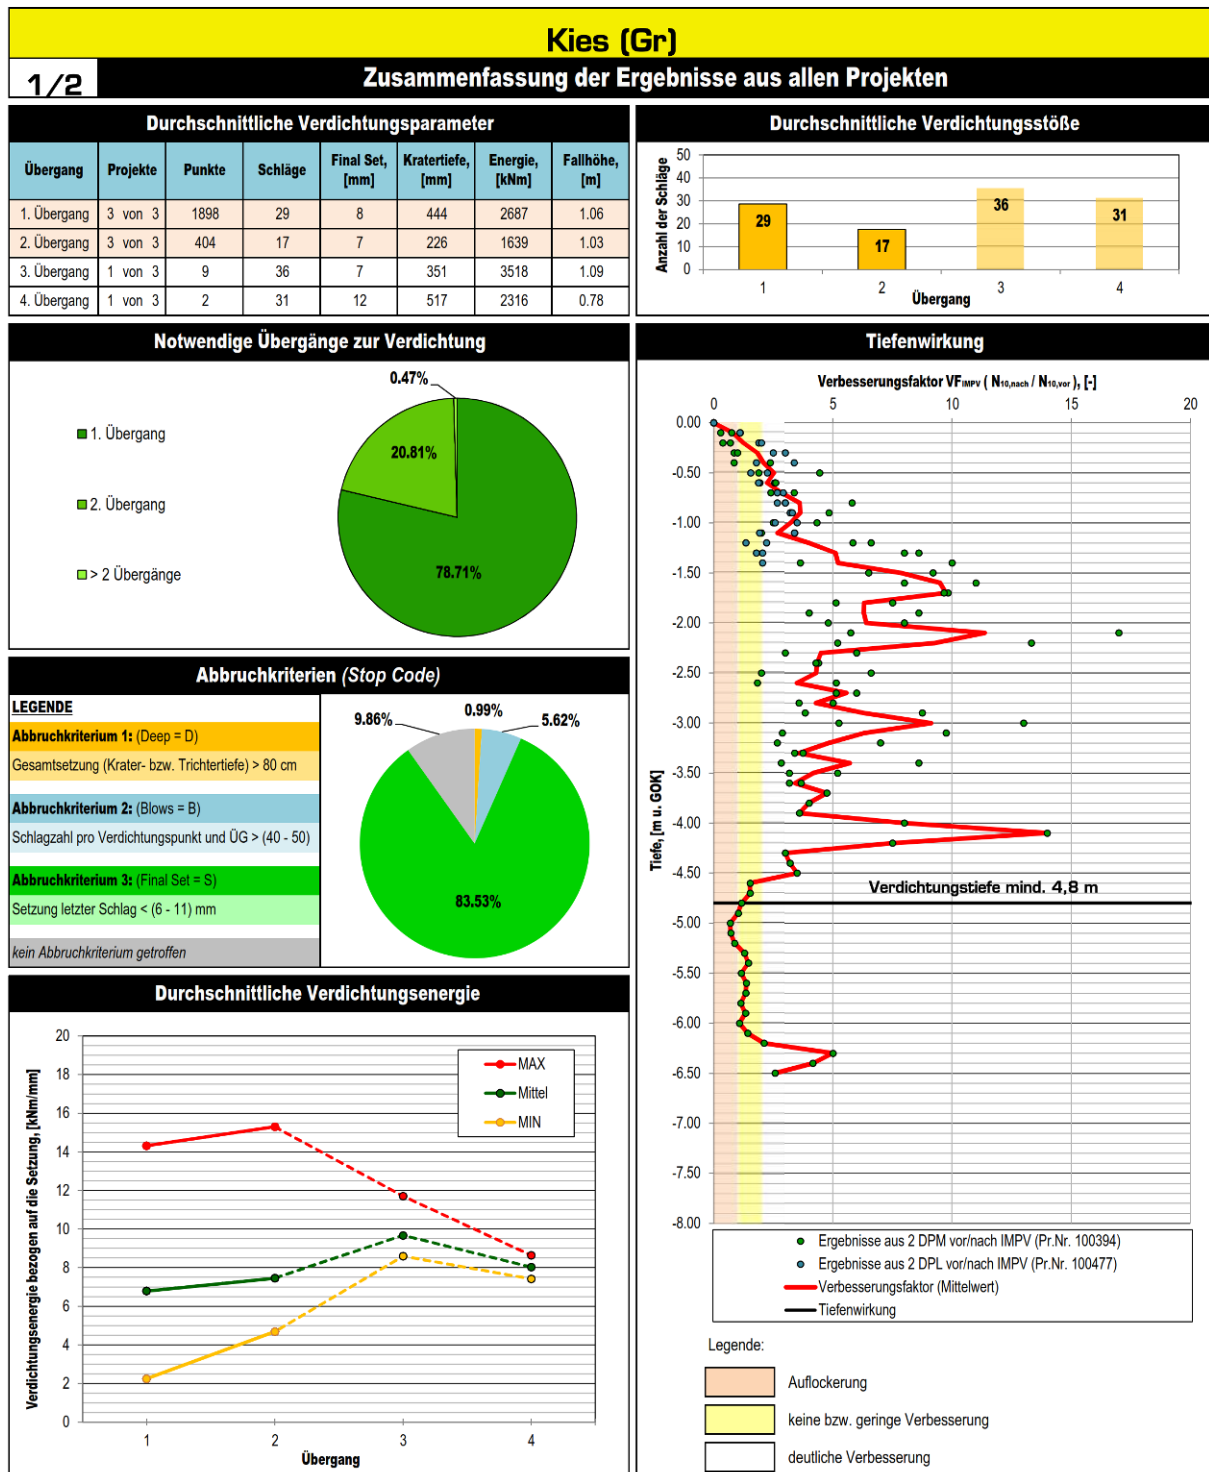 Kies (Gr)
1/2
Zusammenfassung der Ergebnisse aus allen Projekten
Durchschnittliche Verdichtungsparameter
Übergang Projekte Punkte Schläge Final Set, [mm] Kratertiefe, [mm] Energie, [kNm] Fallhöhe, [m]
1. Übergang 3 von 3 1898 29 8 444 2687 1.06
2. Übergang 3 von 3 404 17 7 226 1639 1.03
3. Übergang 1 von 3 9 36 7 351 3518 1.09
4. Übergang 1 von 3 2 31 12 517 2316 0.78
Durchschnittliche Verdichtungsstöße
Anzahl der Schläge
50
40
30
20
10
0
29
17
36
31
1 2 3 4
Übergang
Notwendige Übergänge zur Verdichtung
1. Übergang
2. Übergang
> 2 Übergänge
0.47%
20.81%
78.71%
Abbruchkriterien (Stop Code)
LEGENDE
Abbruchkriterium 1: (Deep = D)
Gesamtsetzung (Krater- bzw. Trichtertiefe) > 80 cm
Abbruchkriterium 2: (Blows = B)
Schlagzahl pro Verdichtungspunkt und ÜG > (40 - 50)
Abbruchkriterium 3: (Final Set = S)
Setzung letzter Schlag < (6 - 11) mm
kein Abbruchkriterium getroffen
9.86%
0.99%
5.62%
83.53%
Durchschnittliche Verdichtungsenergie
Verdichtungsenergie bezogen auf die Setzung, [kNm/mm]
20
18
16
14
12
10
8
6
4
2
0
MAX
Mittel
MIN
1 2 3 4
Übergang
Tiefenwirkung
Verbesserungsfaktor VFIMPV ( N10,nach / N10,vor ), [-]
0 5 10 15 20
Tiefe, [m u. GOK]
0.00
-0.50
-1.00
-1.50
-2.00
-2.50
-3.00
-3.50
-4.00
-4.50
-5.00
-5.50
-6.00
-6.50
-7.00
-7.50
-8.00
Verdichtungstiefe mind. 4,8 m
Ergebnisse aus 2 DPM vor/nach IMPV (Pr.Nr. 100394)
Ergebnisse aus 2 DPL vor/nach IMPV (Pr.Nr. 100477)
Verbesserungsfaktor (Mittelwert)
Tiefenwirkung
Legende:
Auflockerung
keine bzw. geringe Verbesserung
deutliche Verbesserung